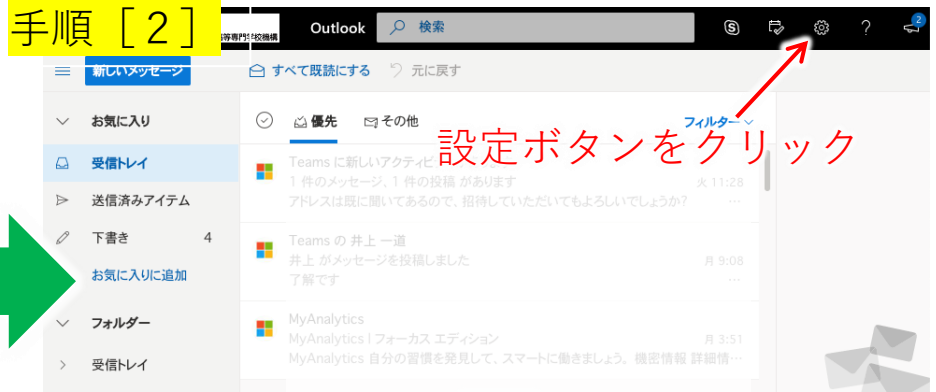 手順［２］
等専門学校機構
Outlook
検索
S
?
2
新しいメッセージ
すべて既読にする
元に戻す
お気に入り
優先
その他
フィルター
設定ボタンをクリック
受信トレイ
Teams に新しいアクティビ
1 件のメッセージ、1 件の投稿 があります
火 11:28
アドレスは既に開いてあるので、招待していただいてもよろしいでしょうか?
…
送信済みアイテム
下書き
4
Teams の 井上 一道
井上 がメッセージを投稿しました
月 9:08
了解です
…
お気に入りに追加
フォルダー
MyAnalytics
MyAnalytics | フォーカス エディション
月 3:51
MyAnalytics 自分の習慣を発見して、スマートに働きましょう。機密情報 詳細情…
受信トレイ